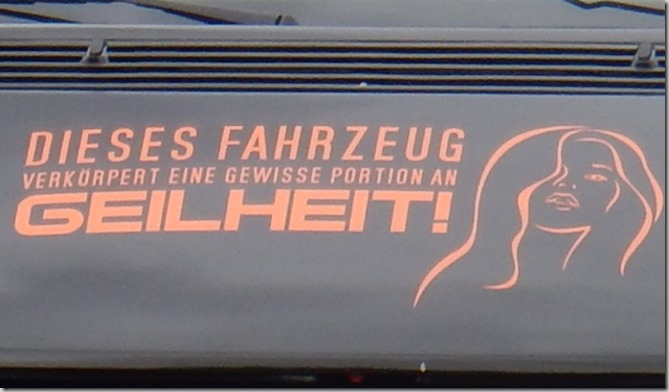 DIESES FAHRZEUG
VERKÖRPERT EINE GEWISSE PORTION AN
GEILHEIT!